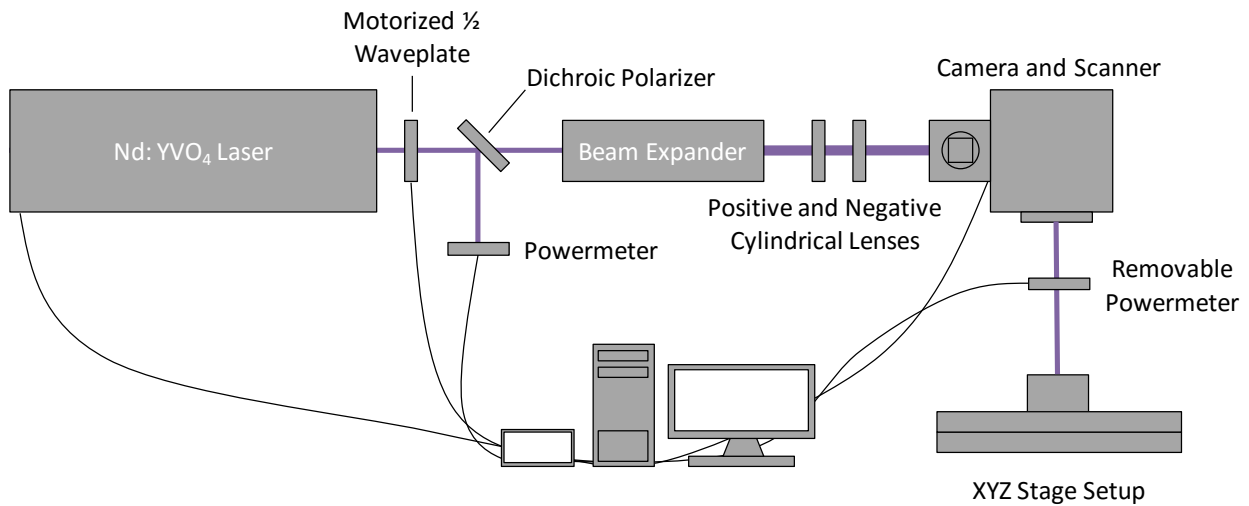 Motorized ½
Waveplate
Dichroic Polarizer
Camera and Scanner
Nd: YVO₄ Laser
Beam Expander
Positive and Negative
Cylindrical Lenses
Powermeter
Removable
Powermeter
XYZ Stage Setup